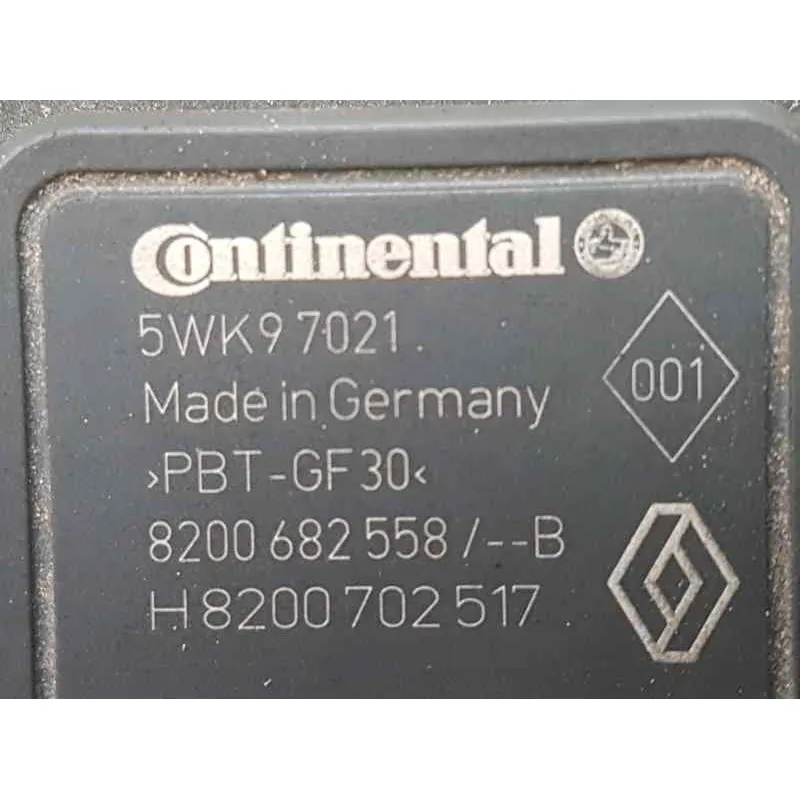 Continental
5WK9 7021
001
Made in Germany
>PBT-GF30<
8200 682 558 /--B
H 8200 702 517